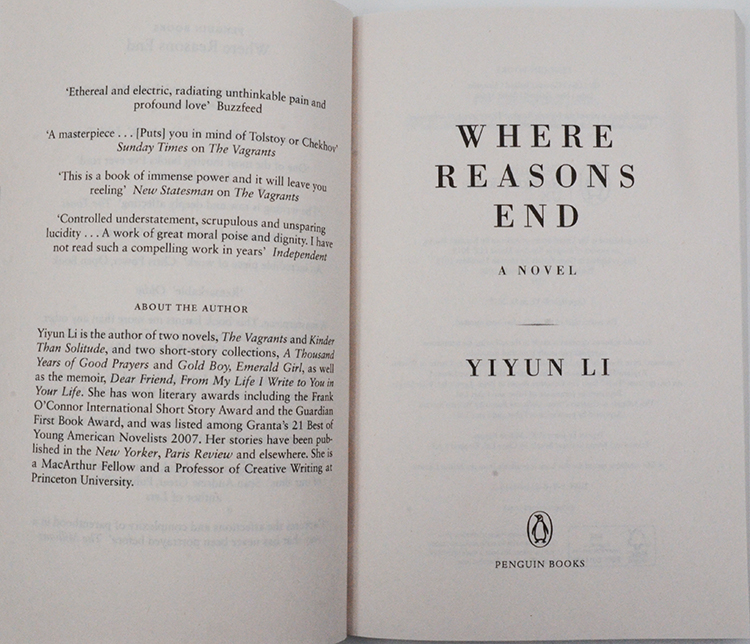 'Ethereal and electric, radiating unthinkable pain and
profound love' Buzzfeed
'A masterpiece . . . [Puts] you in mind of Tolstoy or Chekhov'
Sunday Times on The Vagrants
'This is a book of immense power and it will leave you
reeling' New Statesman on The Vagrants
'Controlled understatement, scrupulous and unsparing
lucidity . . . A work of great moral poise and dignity. I have
not read such a compelling work in years' Independent
ABOUT THE AUTHOR
Yiyun Li is the author of two novels, The Vagrants and Kinder
Than Solitude, and two short-story collections, A Thousand
Years of Good Prayers and Gold Boy, Emerald Girl, as well
as the memoir, Dear Friend, From My Life I Write to You in
Your Life. She has won literary awards including the Frank
O'Connor International Short Story Award and the Guardian
First Book Award, and was listed among Granta's 21 Best of
Young American Novelists 2007. Her stories have been pub-
lished in the New Yorker, Paris Review and elsewhere. She is
a MacArthur Fellow and a Professor of Creative Writing at
Princeton University.
WHERE
REASONS
END
A NOVEL
YIYUN LI
PENGUIN BOOKS